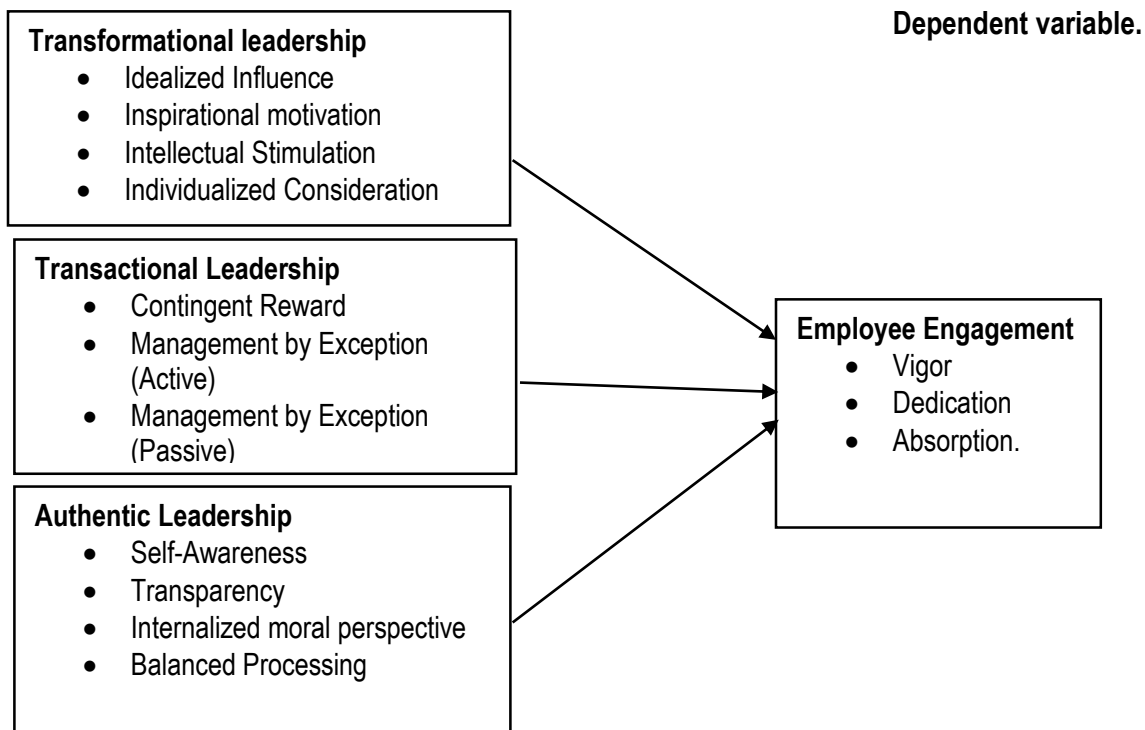 Dependent variable.
Transformational leadership
• Idealized Influence
• Inspirational motivation
• Intellectual Stimulation
• Individualized Consideration
Transactional Leadership
• Contingent Reward
• Management by Exception
(Active)
• Management by Exception
(Passive)
Authentic Leadership
• Self-Awareness
• Transparency
• Internalized moral perspective
• Balanced Processing
Employee Engagement
• Vigor
• Dedication
• Absorption.